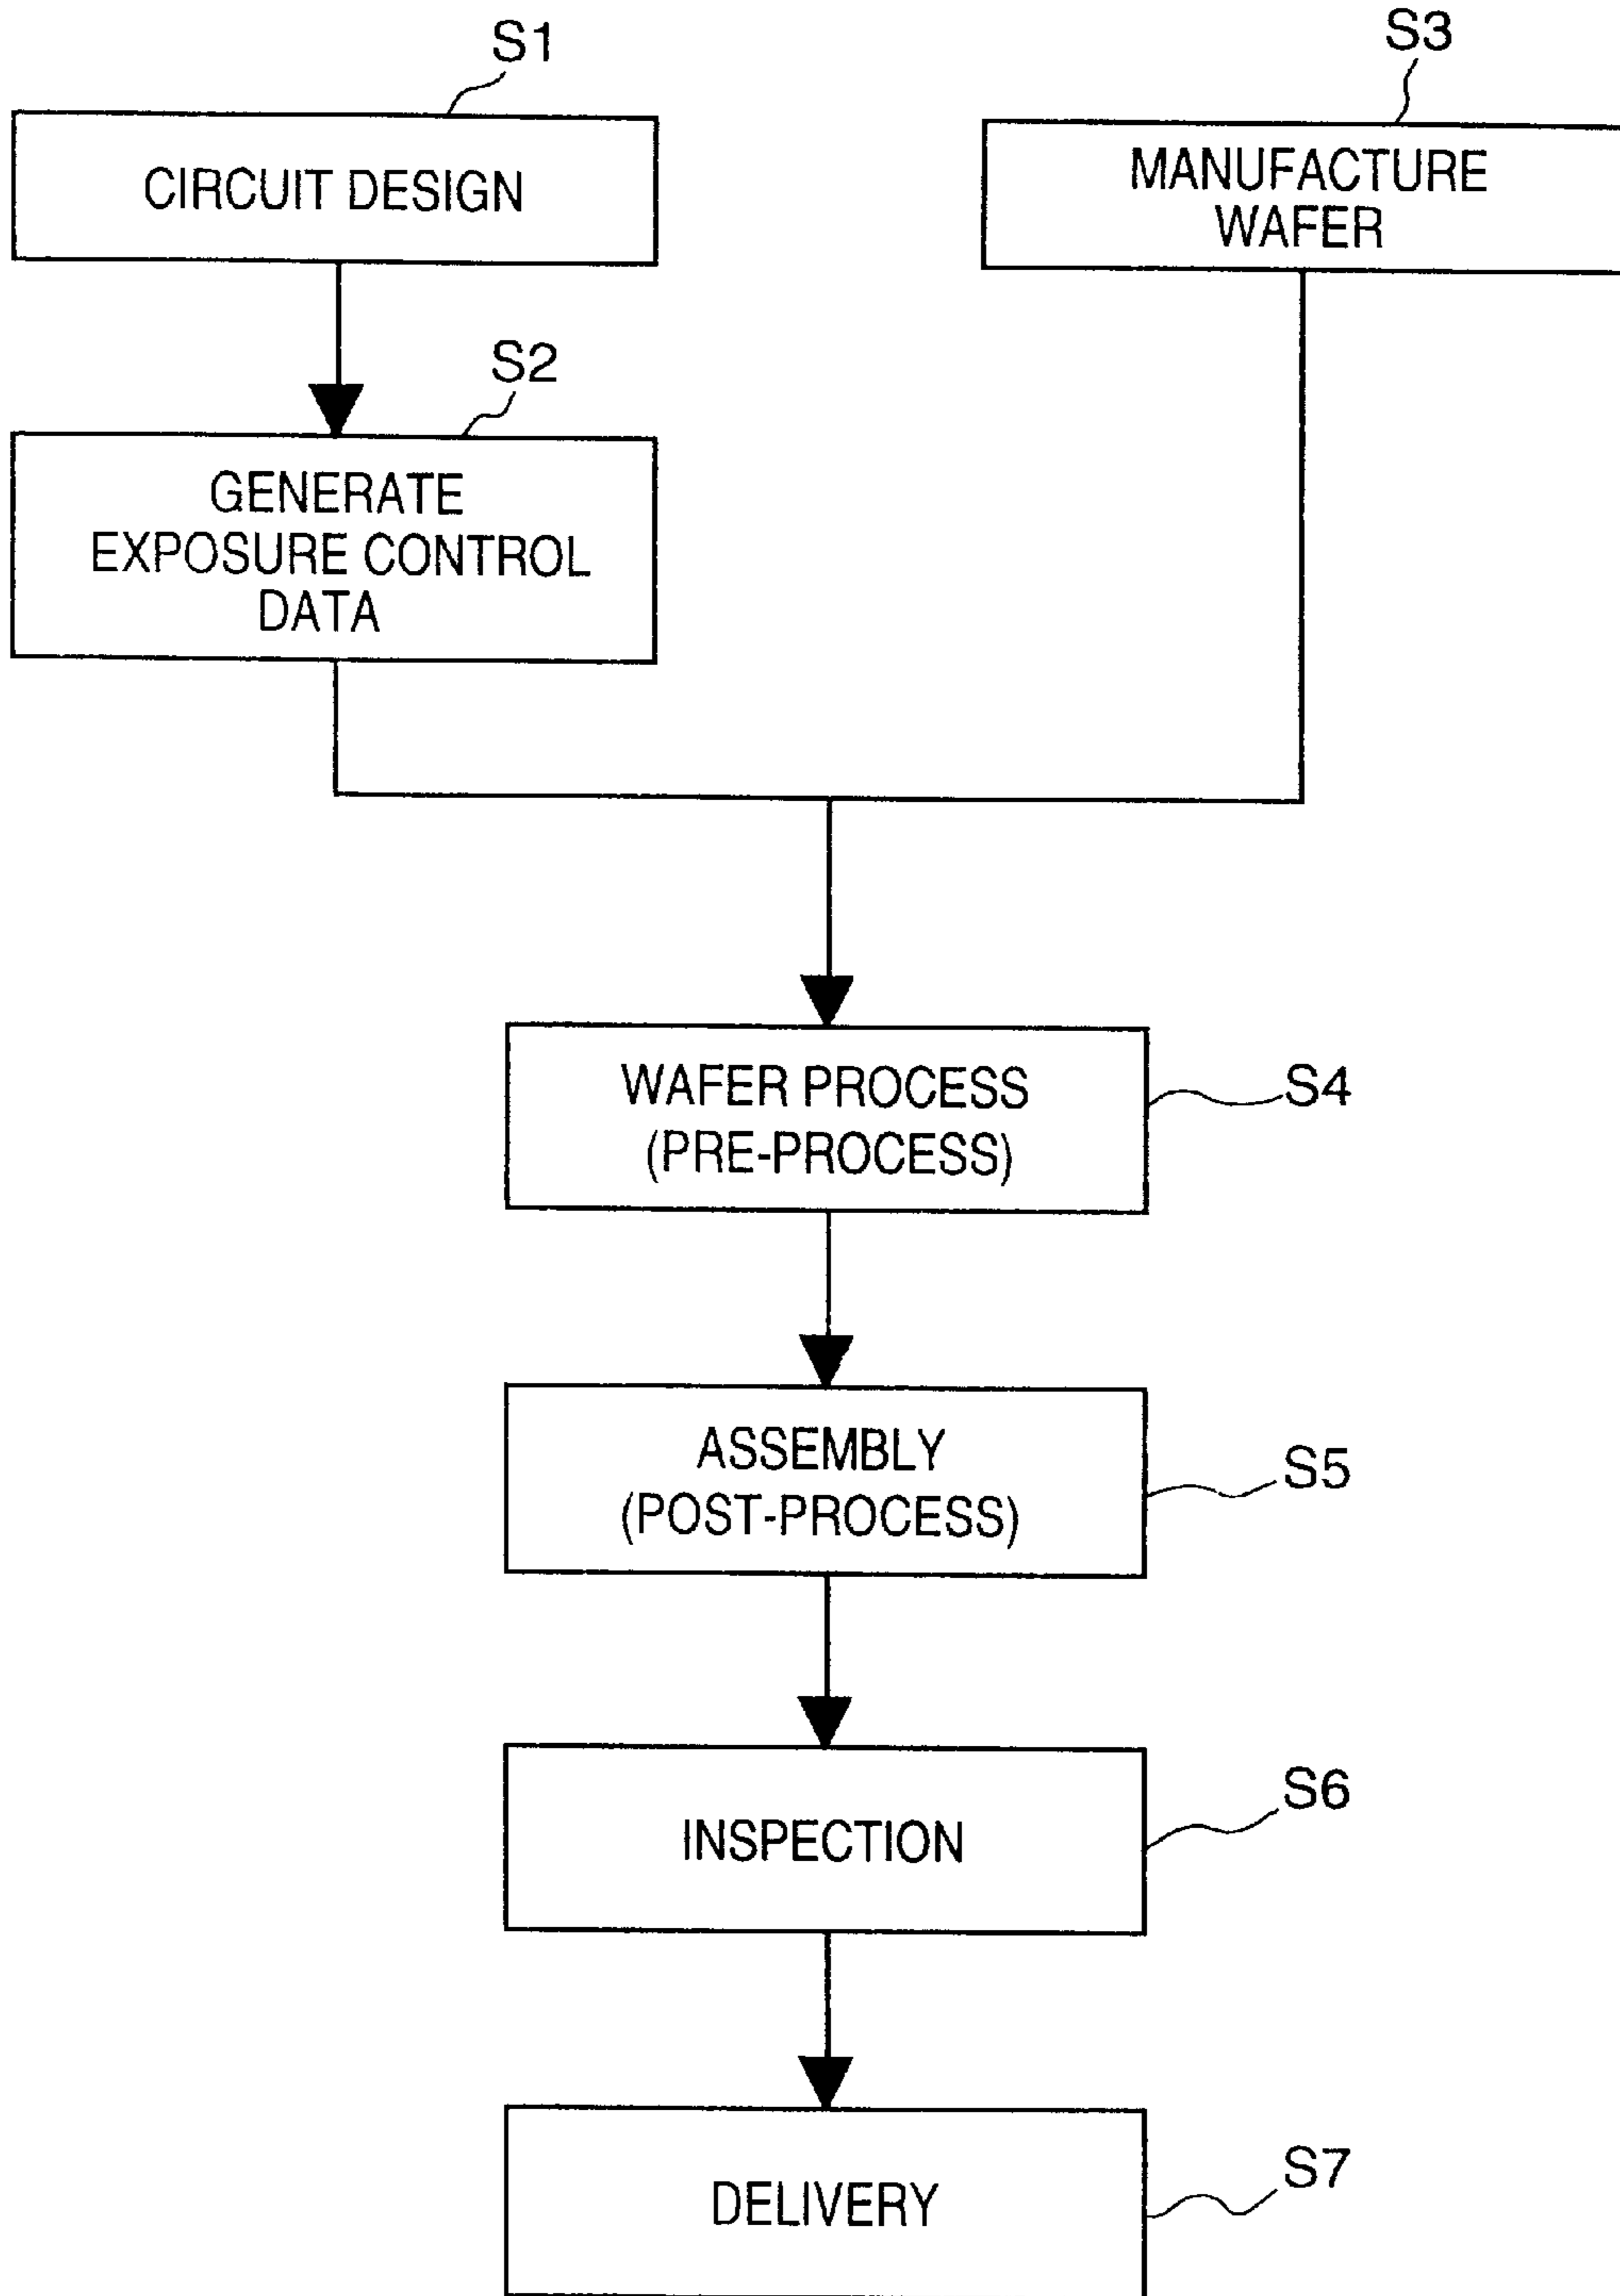 S1
CIRCUIT DESIGN
S3
MANUFACTURE
WAFER
S2
GENERATE
EXPOSURE CONTROL
DATA
WAFER PROCESS
(PRE-PROCESS)
S4
ASSEMBLY
(POST-PROCESS)
S5
INSPECTION
S6
DELIVERY
S7